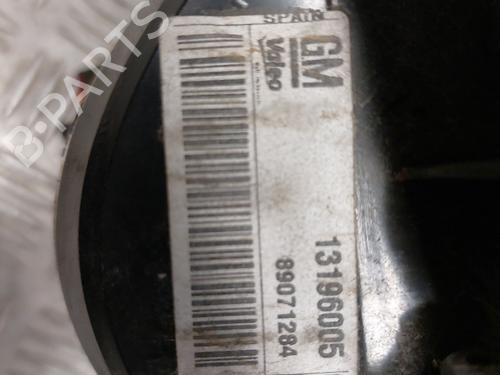 SPAIN
GM
Valeo
13196005
89071284
B-PARTS